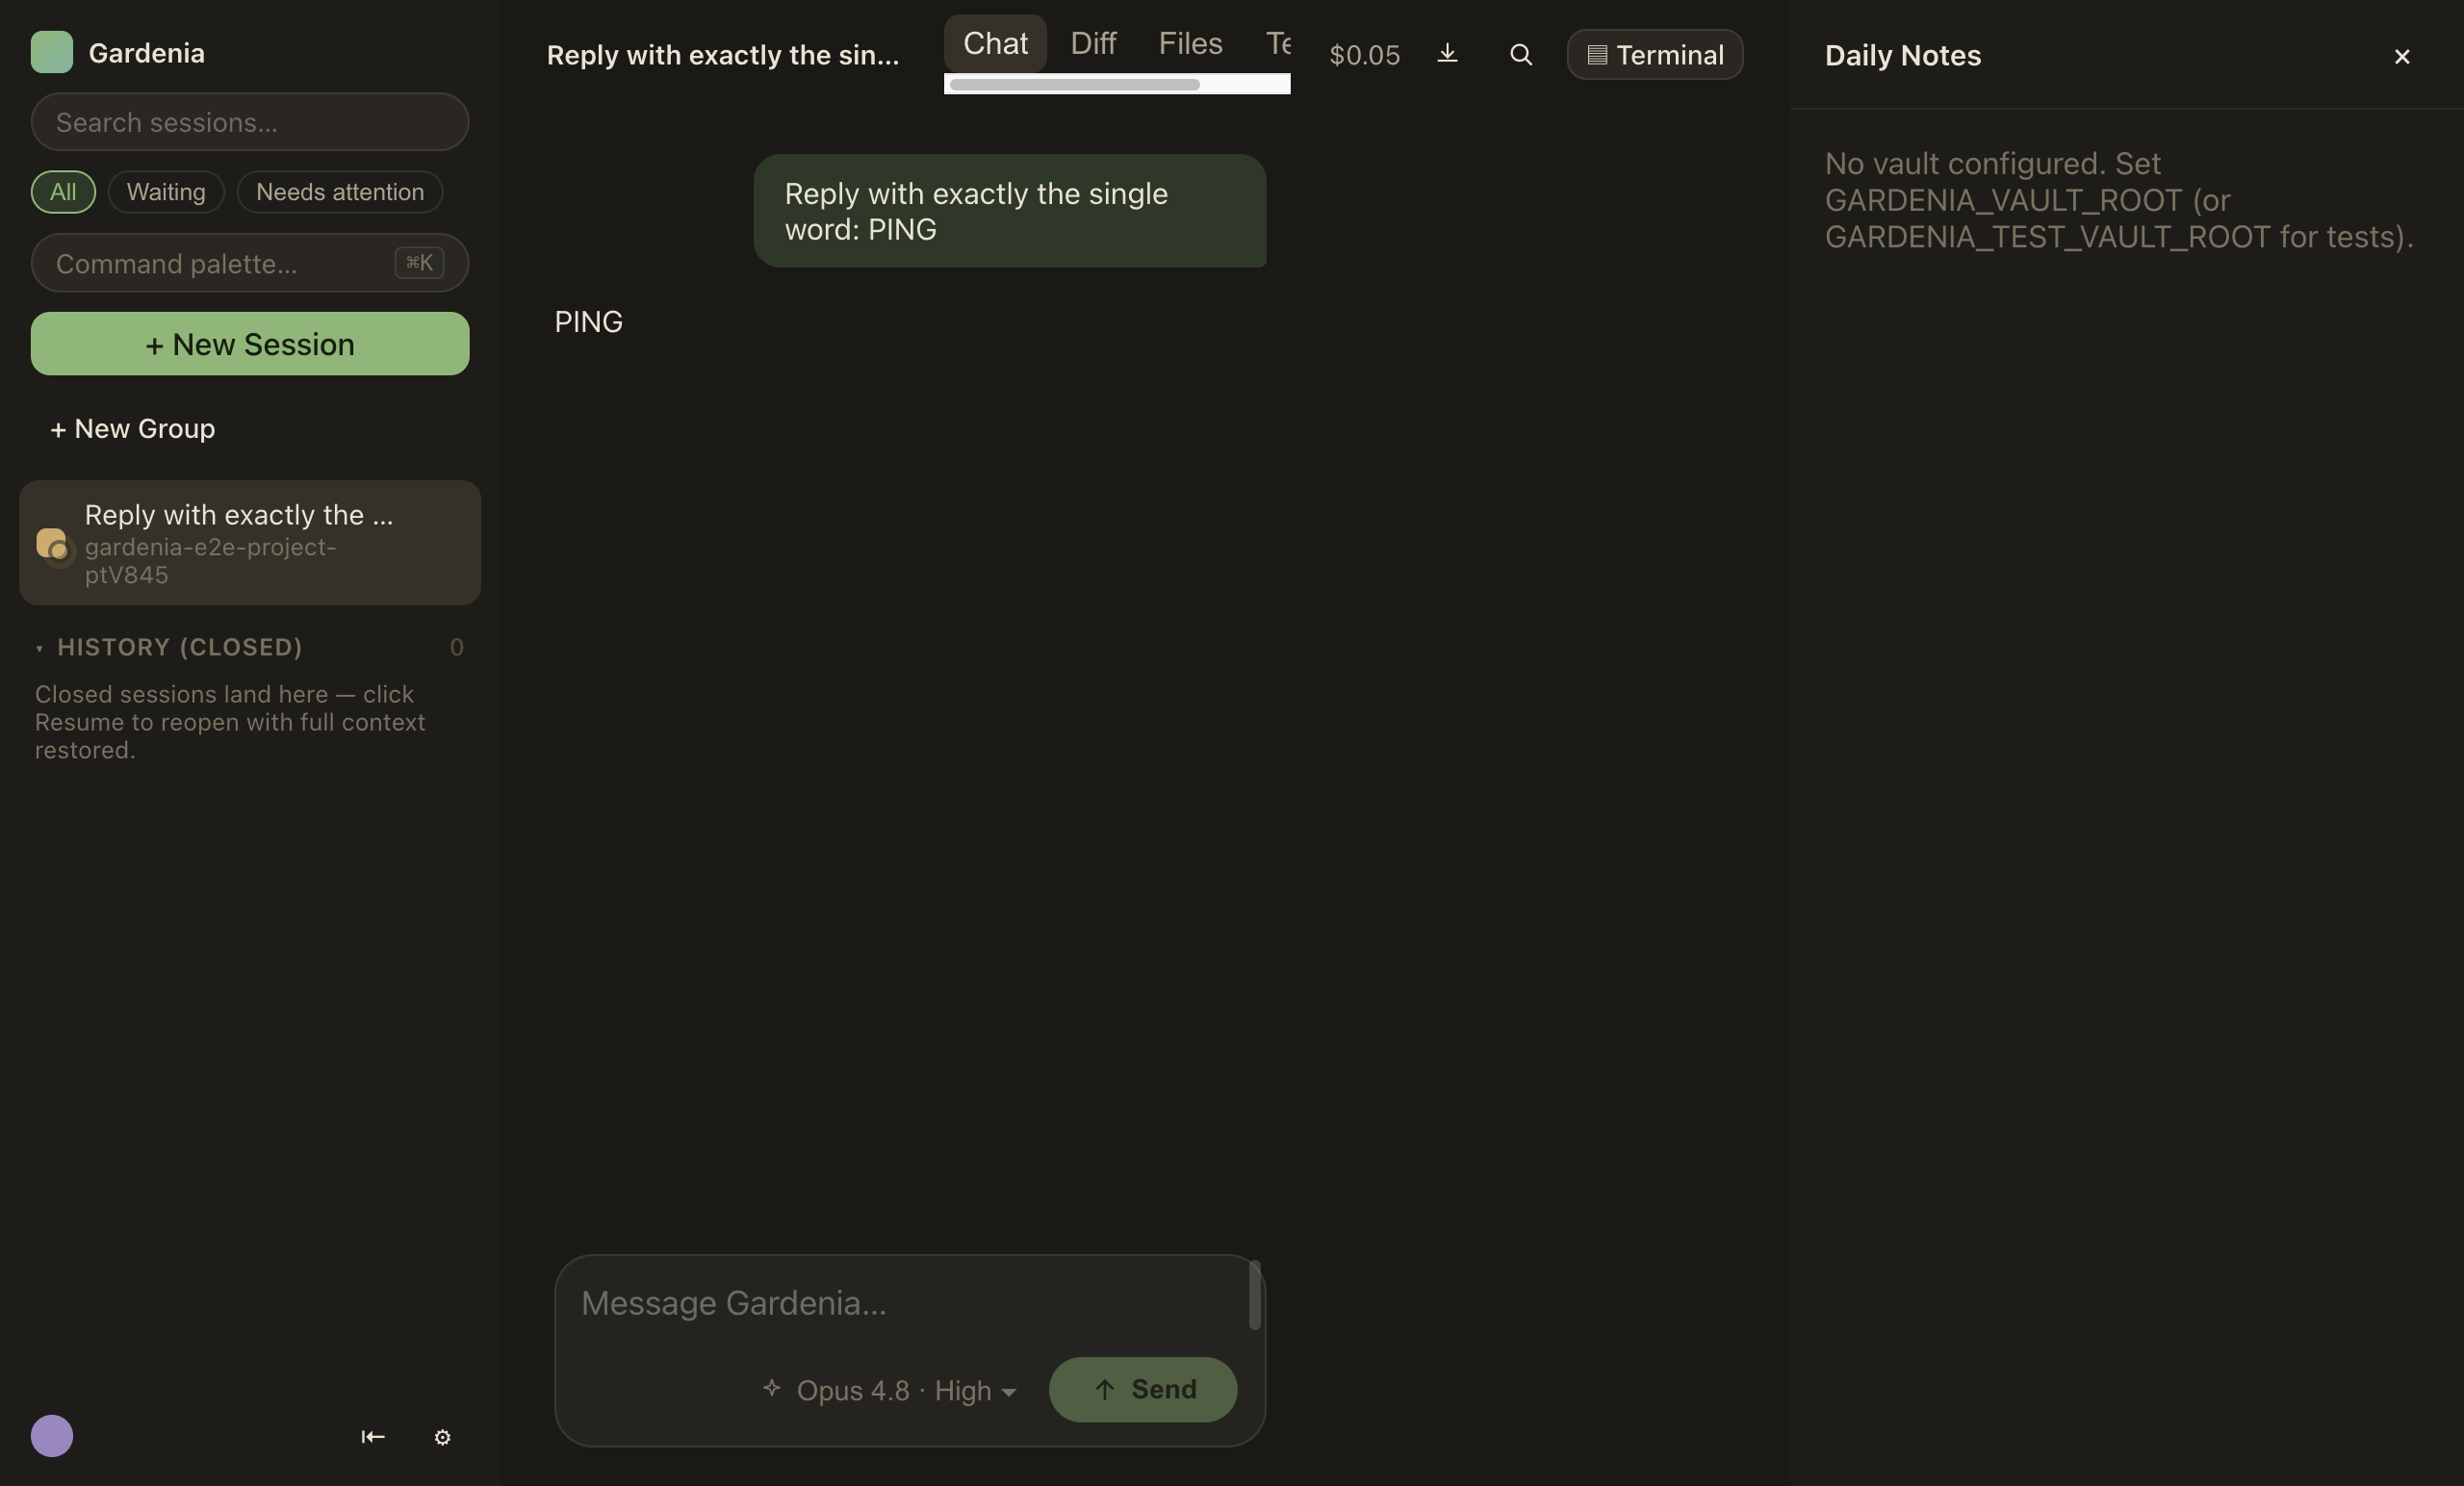 Gardenia
Search sessions...
All
Waiting
Needs attention
Command palette...
⌘K
+ New Session
+ New Group
Reply with exactly the ...
gardenia-e2e-project-
ptV845
HISTORY (CLOSED)
0
Closed sessions land here — click
Resume to reopen with full context
restored.
Reply with exactly the sin...
Chat
Diff
Files
Te
$0.05
Terminal
Reply with exactly the single
word: PING
PING
Message Gardenia...
Opus 4.8 · High
Send
Daily Notes
No vault configured. Set
GARDENIA_VAULT_ROOT (or
GARDENIA_TEST_VAULT_ROOT for tests).